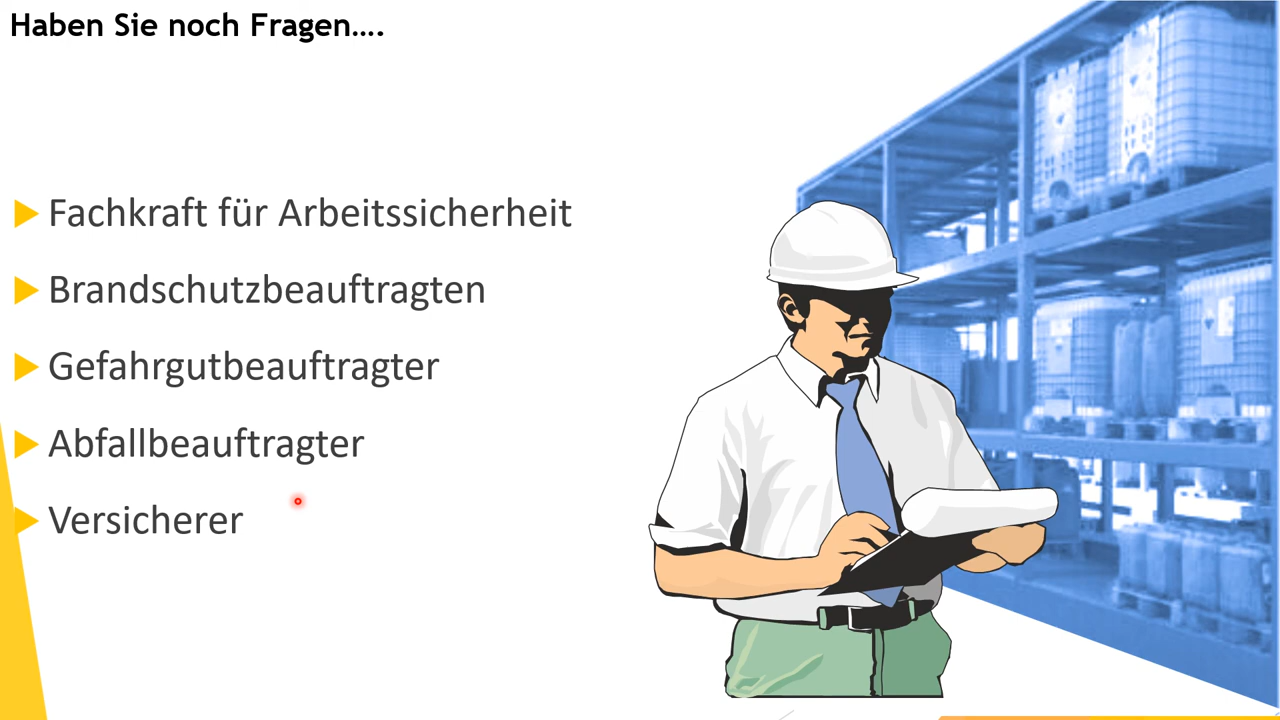 Haben Sie noch Fragen....
Fachkraft für Arbeitssicherheit
Brandschutzbeauftragten
Gefahrgutbeauftragter
Abfallbeauftragter
Versicherer